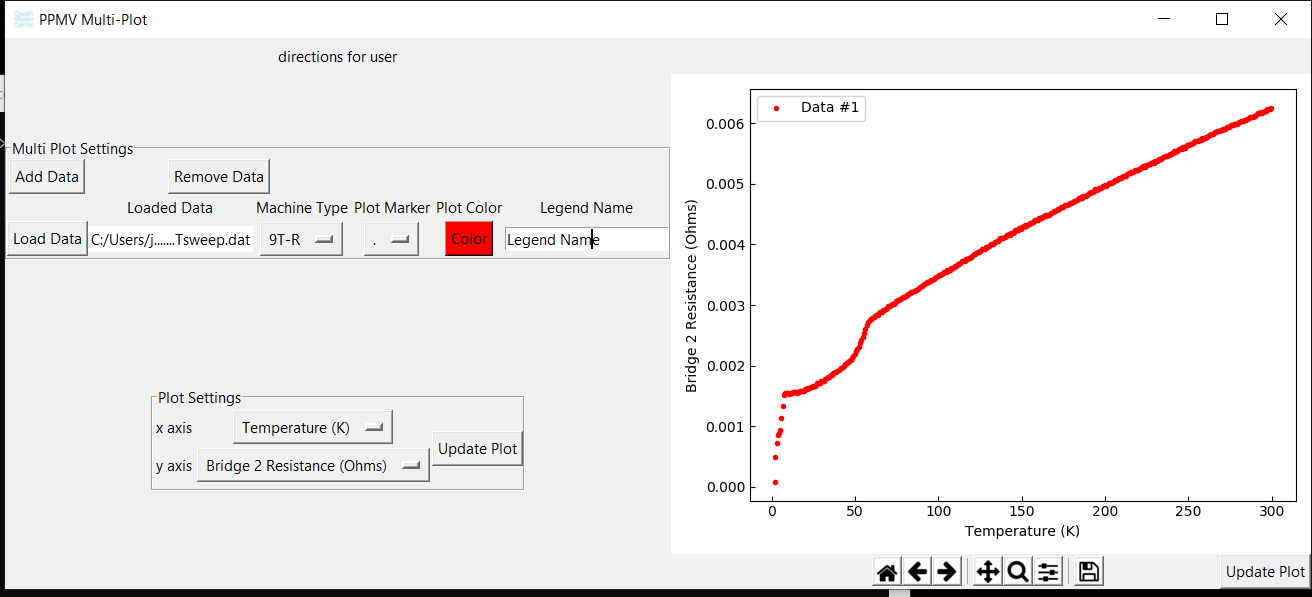 PPMV Multi-Plot
directions for user
Multi Plot Settings
Add Data Remove Data
Loaded Data Machine Type Plot Marker Plot Color Legend Name
Load Data C:/Users/j.......Tsweep.dat 9T-R . Color Legend Name
Plot Settings
x axis Temperature (K)
Update Plot
y axis Bridge 2 Resistance (Ohms)
Data #1
0.006
0.005
0.004
0.003
0.002
0.001
0.000
Bridge 2 Resistance (Ohms)
0 50 100 150 200 250 300
Temperature (K)
Update Plot